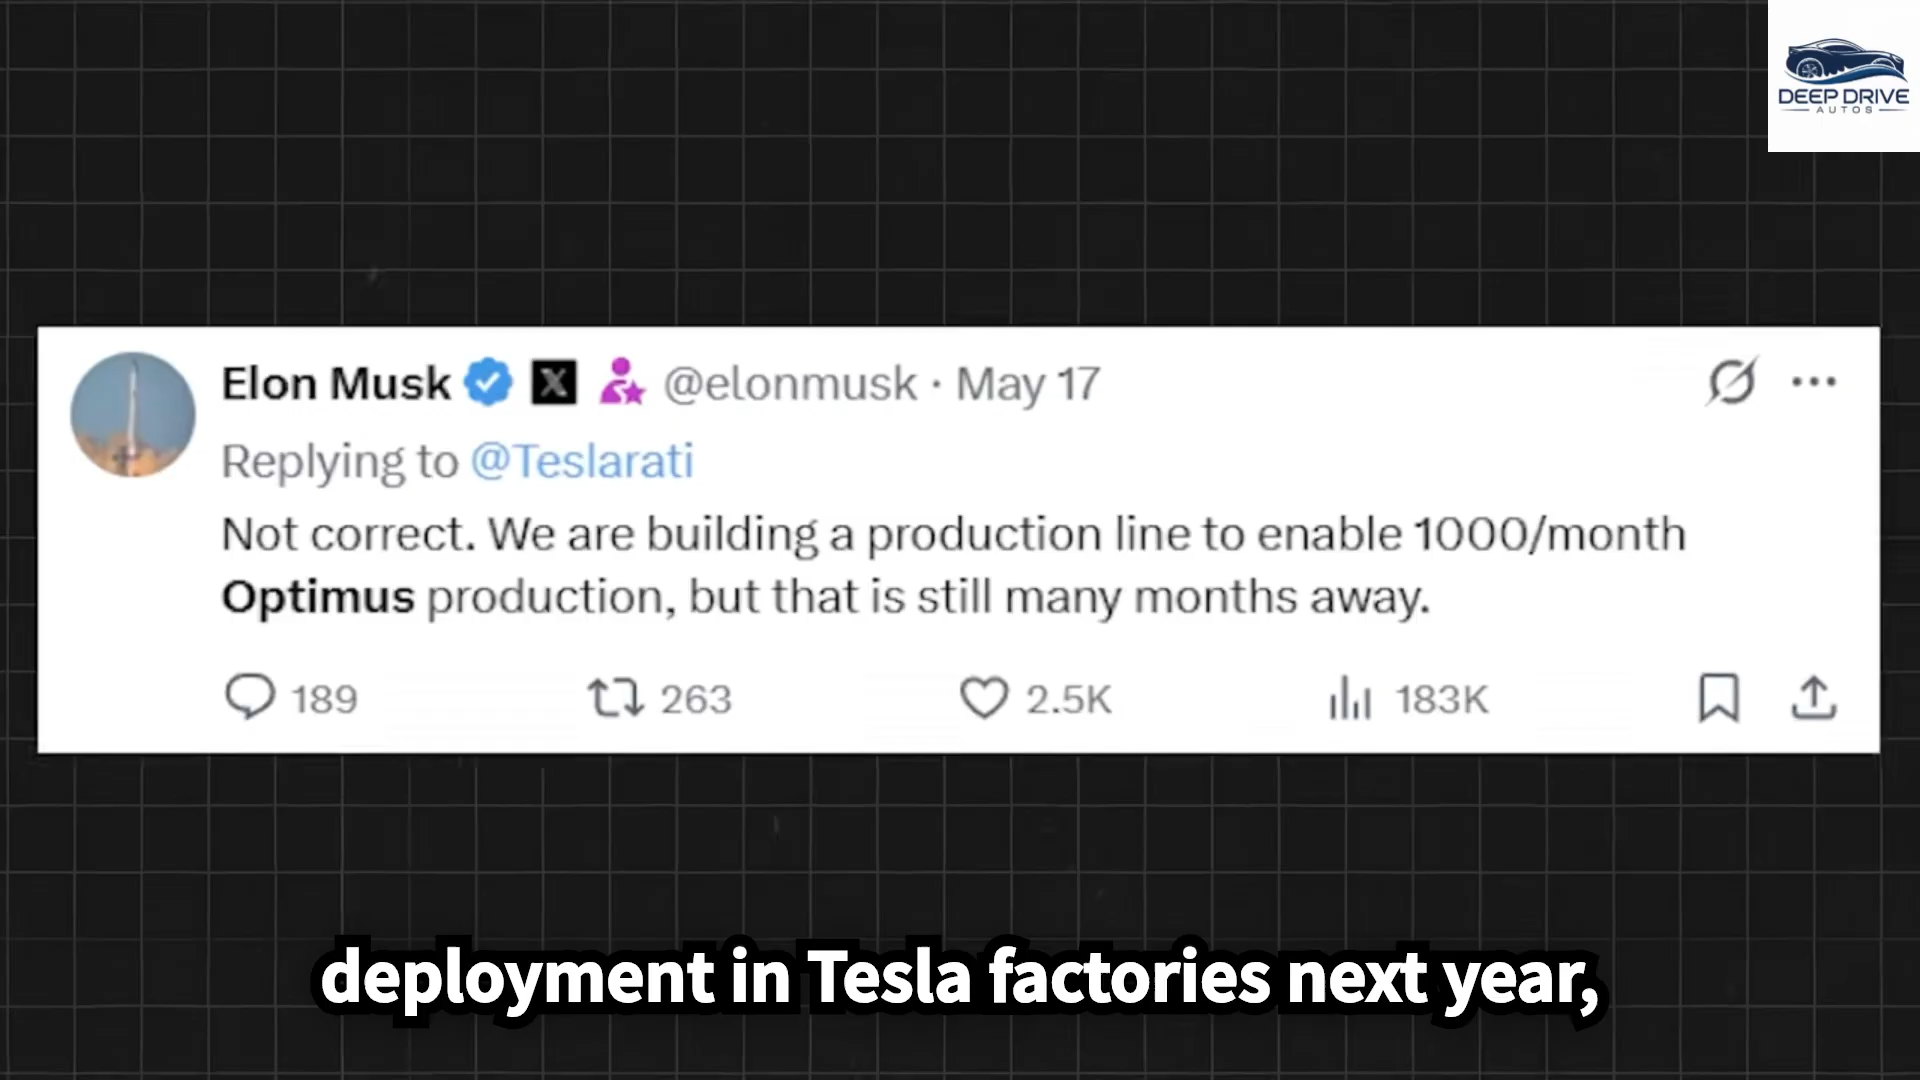 DEEP DRIVE
AUTOS
Elon Musk @elonmusk · May 17
Replying to @Teslarati
Not correct. We are building a production line to enable 1000/month
Optimus production, but that is still many months away.
189 263 2.5K 183K
deployment in Tesla factories next year,